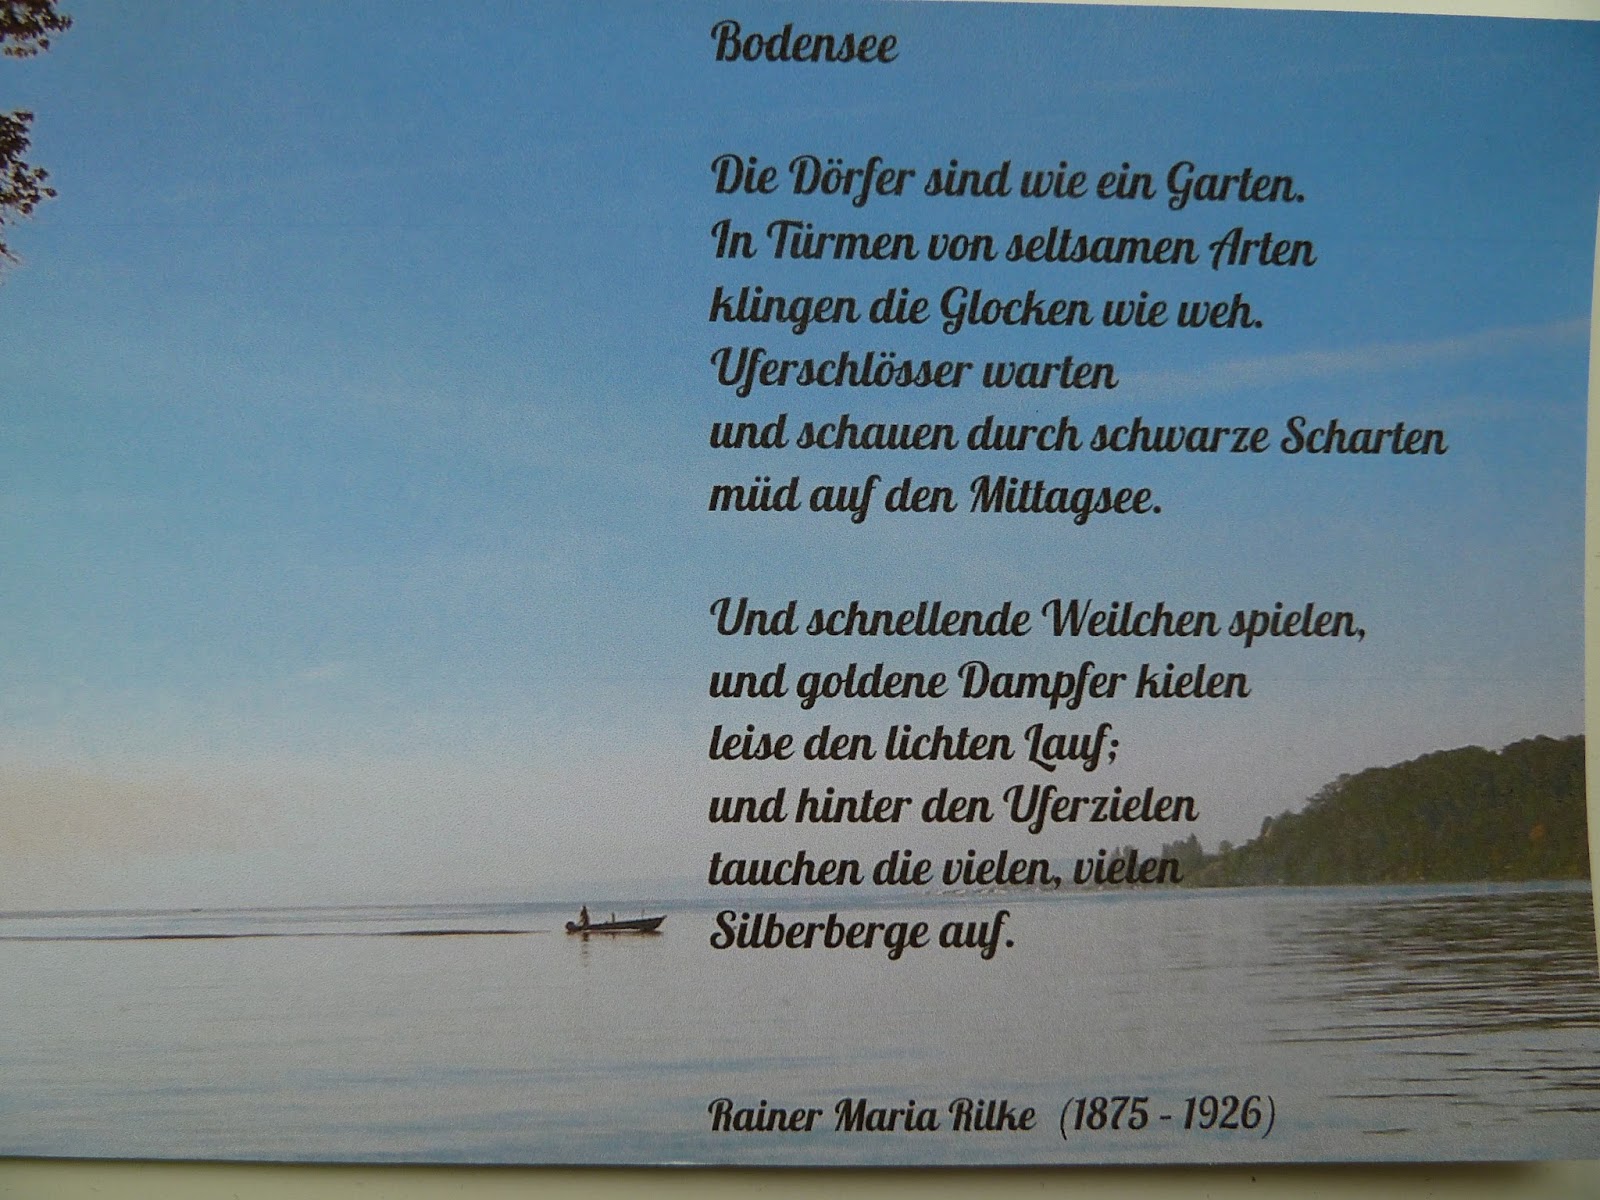 Bodensee
Die Dörfer sind wie ein Garten.
In Türmen von seltsamen Arten
klingen die Glocken wie weh.
Uferschlösser warten
und schauen durch schwarze Scharten
müd auf den Mittagsee.
Und schnellende Weilchen spielen,
und goldene Dampfer kielen
leise den lichten Lauf;
und hinter den Uferzielen
tauchen die vielen, vielen
Silberberge auf.
Rainer Maria Rilke (1875 - 1926)